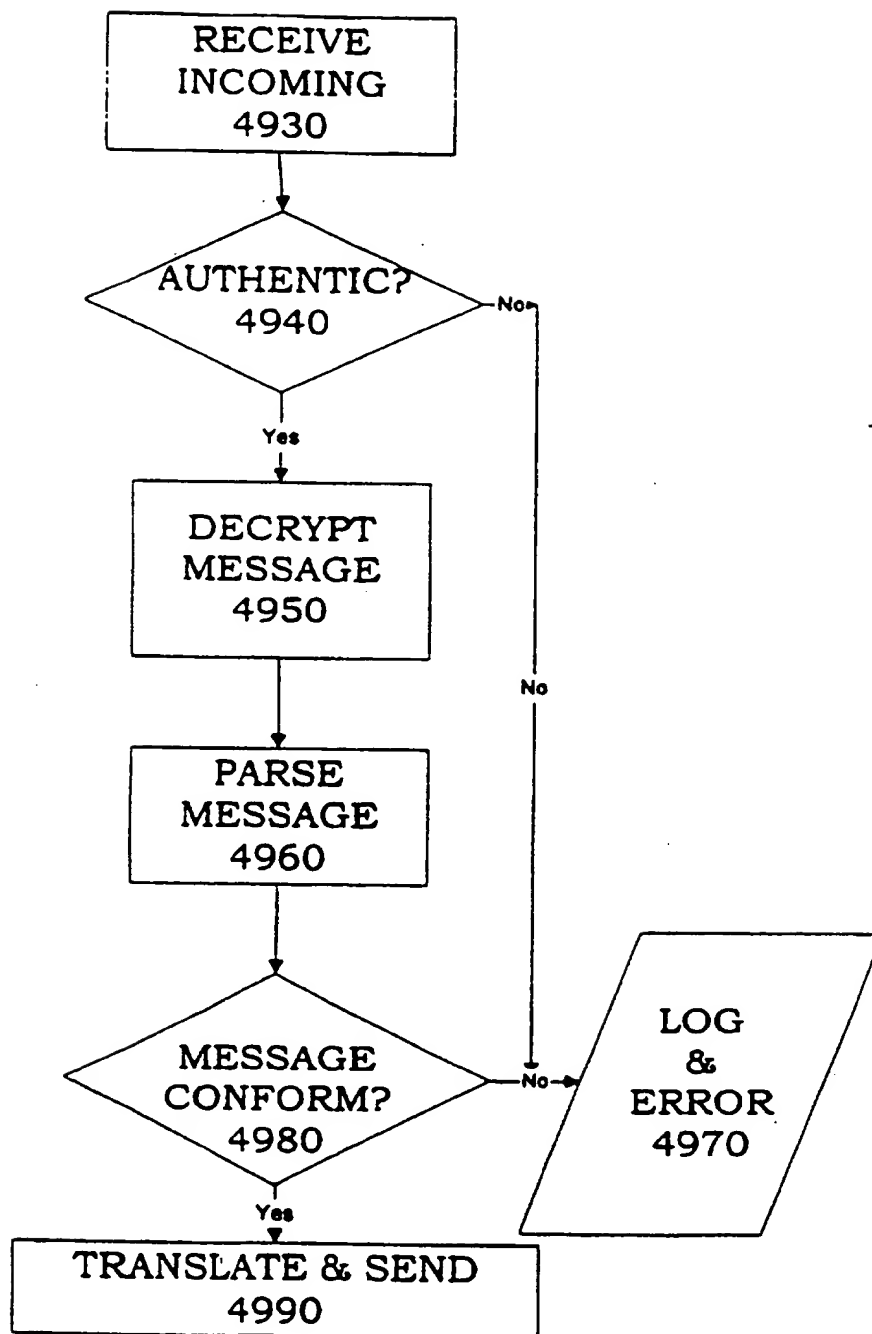 RECEIVE
INCOMING
4930
AUTHENTIC?
4940
No
Yes
DECRYPT
MESSAGE
4950
No
PARSE
MESSAGE
4960
MESSAGE
CONFORM?
4980
No
LOG
&
ERROR
4970
Yes
TRANSLATE & SEND
4990